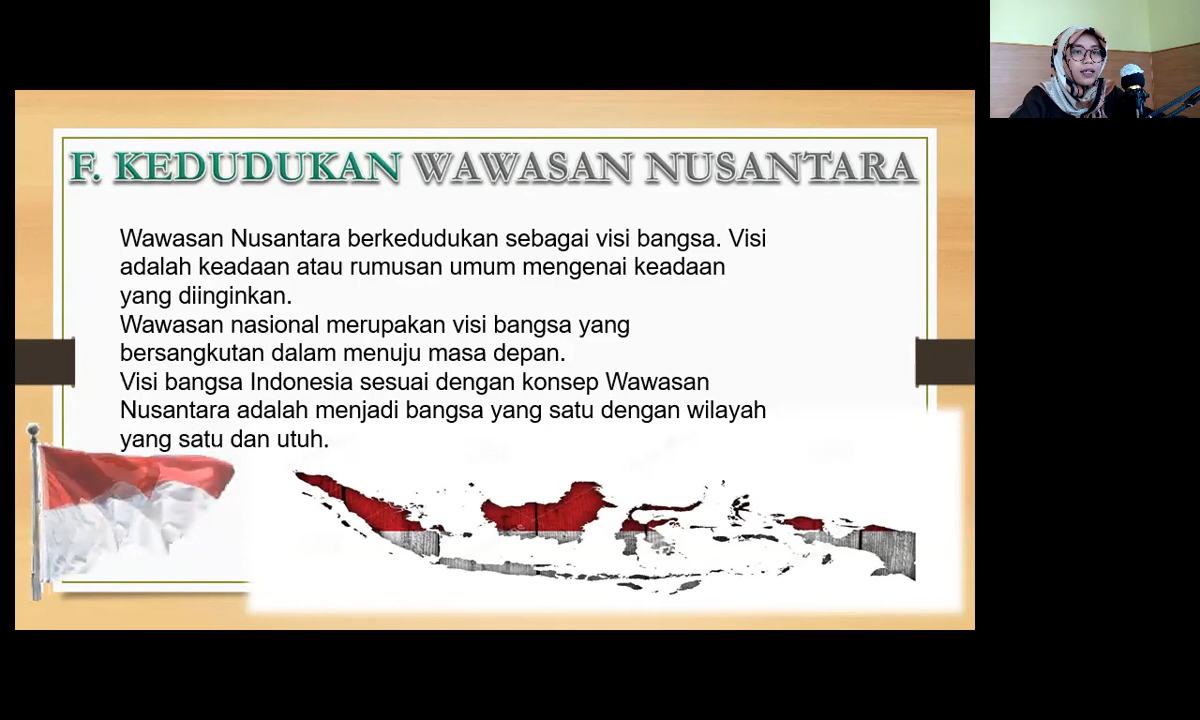 F. KEDUDUKAN WAWASAN NUSANTARA
Wawasan Nusantara berkedudukan sebagai visi bangsa. Visi
adalah keadaan atau rumusan umum mengenai keadaan
yang diinginkan.
Wawasan nasional merupakan visi bangsa yang
bersangkutan dalam menuju masa depan.
Visi bangsa Indonesia sesuai dengan konsep Wawasan
Nusantara adalah menjadi bangsa yang satu dengan wilayah
yang satu dan utuh.